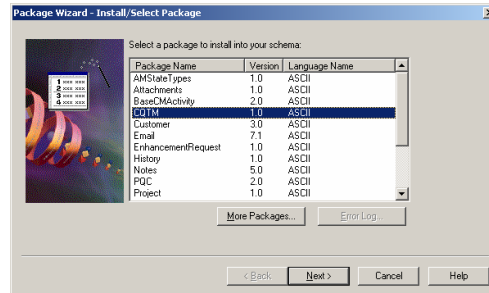 Package Wizard - Install/Select Package
Select a package to install into your schema:
Package Name Version Language Name
AMStateTypes 1.0 ASCII
Attachments 1.0 ASCII
BaseCMActivity 2.0 ASCII
CQTM 1.0 ASCII
Customer 3.0 ASCII
Email 7.1 ASCII
EnhancementRequest 1.0 ASCII
History 1.0 ASCII
Notes 5.0 ASCII
PQC 2.0 ASCII
Project 1.0 ASCII
More Packages... Error Log...
< Back Next > Cancel Help